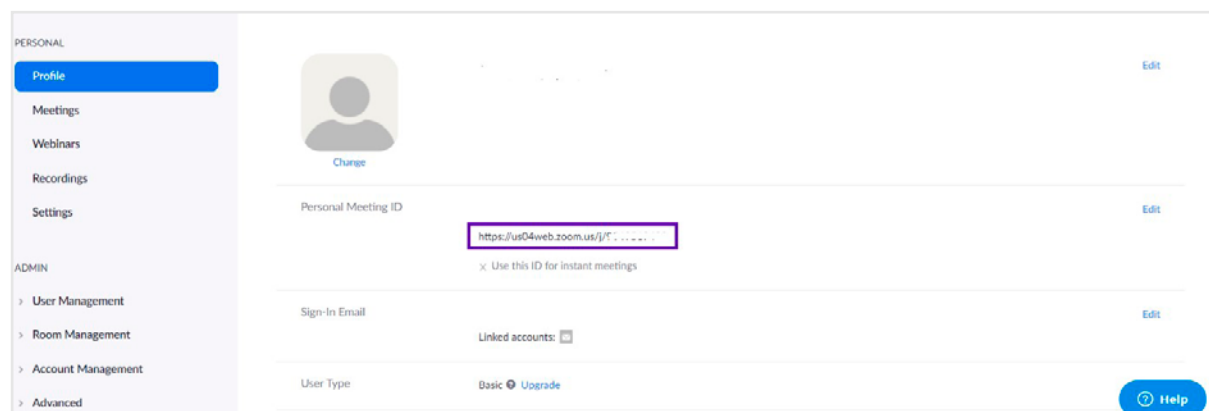 PERSONAL
Profile
Meetings
Webinars
Recordings
Settings
ADMIN
> User Management
> Room Management
> Account Management
> Advanced
Edit
Change
Personal Meeting ID
Edit
https://us04web.zoom.us/j/
× Use this ID for instant meetings
Sign-In Email
Edit
Linked accounts:
User Type
Basic ? Upgrade
? Help